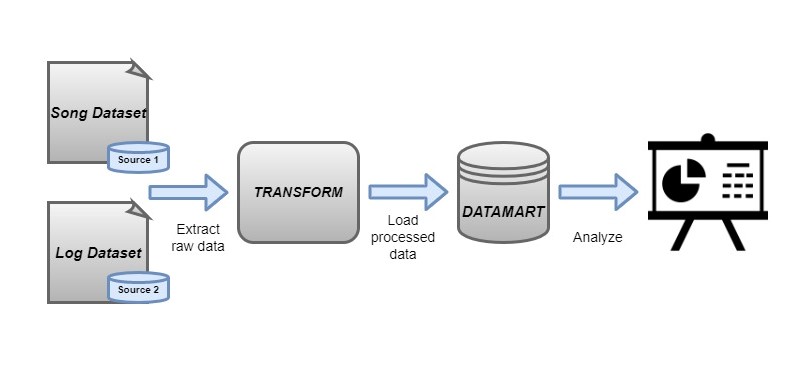 Song Dataset
Source 1
Log Dataset
Source 2
Extract
raw data
TRANSFORM
Load
processed
data
DATAMART
Analyze